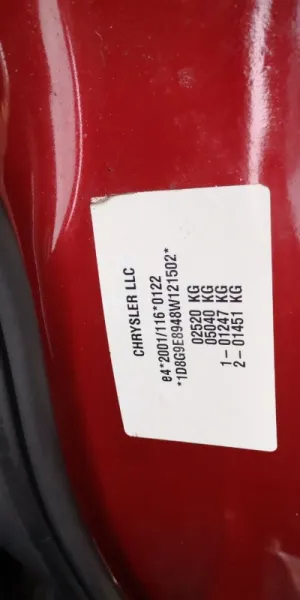 CHRYSLER LLC
e4*2001/116*0122
*1D8G9E8948W121502*
02520 KG
05040 KG
1– 01247 KG
2– 01451 KG